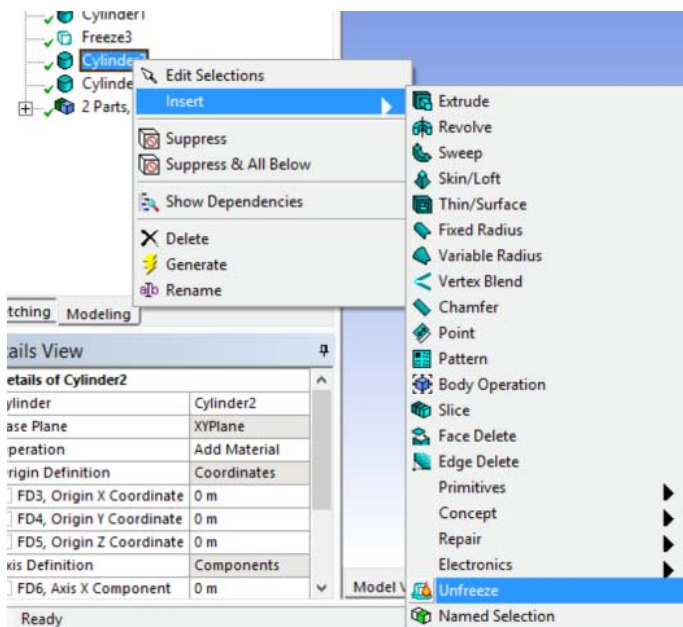 Cylinder1
Freeze3
Cylinder2
Cylinde
2 Parts,
Edit Selections
Insert
Suppress
Suppress & All Below
Show Dependencies
Delete
Generate
Rename
Extrude
Revolve
Sweep
Skin/Loft
Thin/Surface
Fixed Radius
Variable Radius
Vertex Blend
Chamfer
Point
Pattern
Body Operation
Slice
Face Delete
Edge Delete
Primitives
Concept
Repair
Electronics
Unfreeze
Named Selection
tching Modeling
ails View
etails of Cylinder2
ylinder Cylinder2
ase Plane XYPlane
peration Add Material
rigin Definition Coordinates
FD3, Origin X Coordinate 0 m
FD4, Origin Y Coordinate 0 m
FD5, Origin Z Coordinate 0 m
xis Definition Components
FD6, Axis X Component 0 m
Model V
Ready